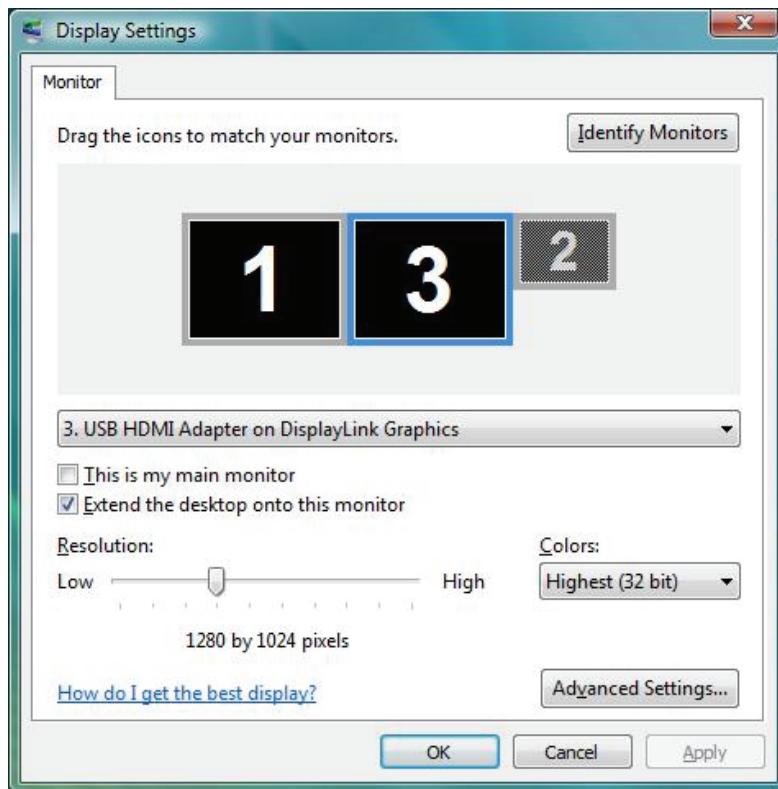 Display Settings
X
Monitor
Drag the icons to match your monitors.
Identify Monitors
1 3 2
3. USB HDMI Adapter on DisplayLink Graphics
This is my main monitor
Extend the desktop onto this monitor
Resolution:
Colors:
Low High
Highest (32 bit)
1280 by 1024 pixels
How do I get the best display?
Advanced Settings...
OK Cancel Apply